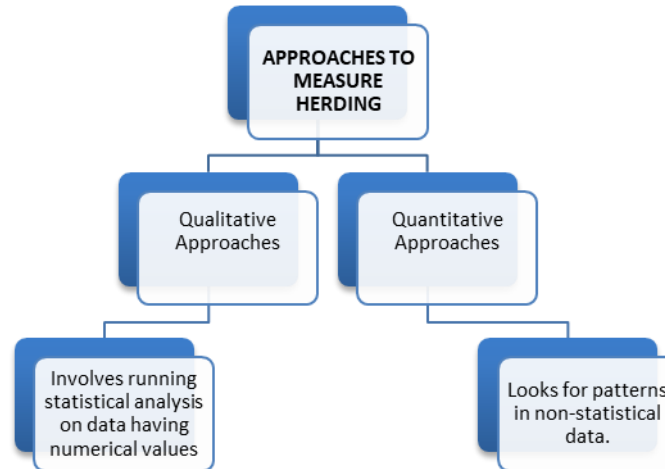 APPROACHES TO
MEASURE
HERDING
Qualitative
Approaches
Quantitative
Approaches
Involves running
statistical analysis
on data having
numerical values
Looks for patterns
in non-statistical
data.